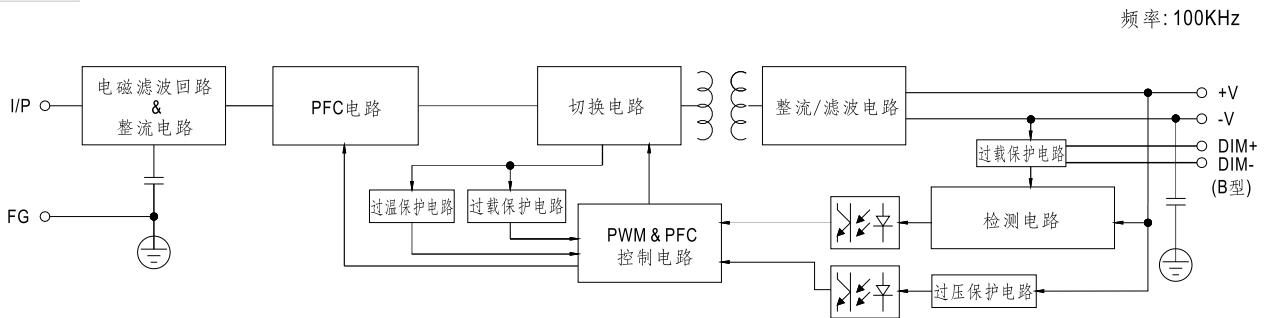 频率: 100KHz
I/P
电磁滤波回路
&
整流电路
PFC电路
切换电路
整流/滤波电路
+V
-V
DIM+
DIM-
(B型)
过载保护电路
过温保护电路
过载保护电路
FG
PWM & PFC
控制电路
检测电路
过压保护电路